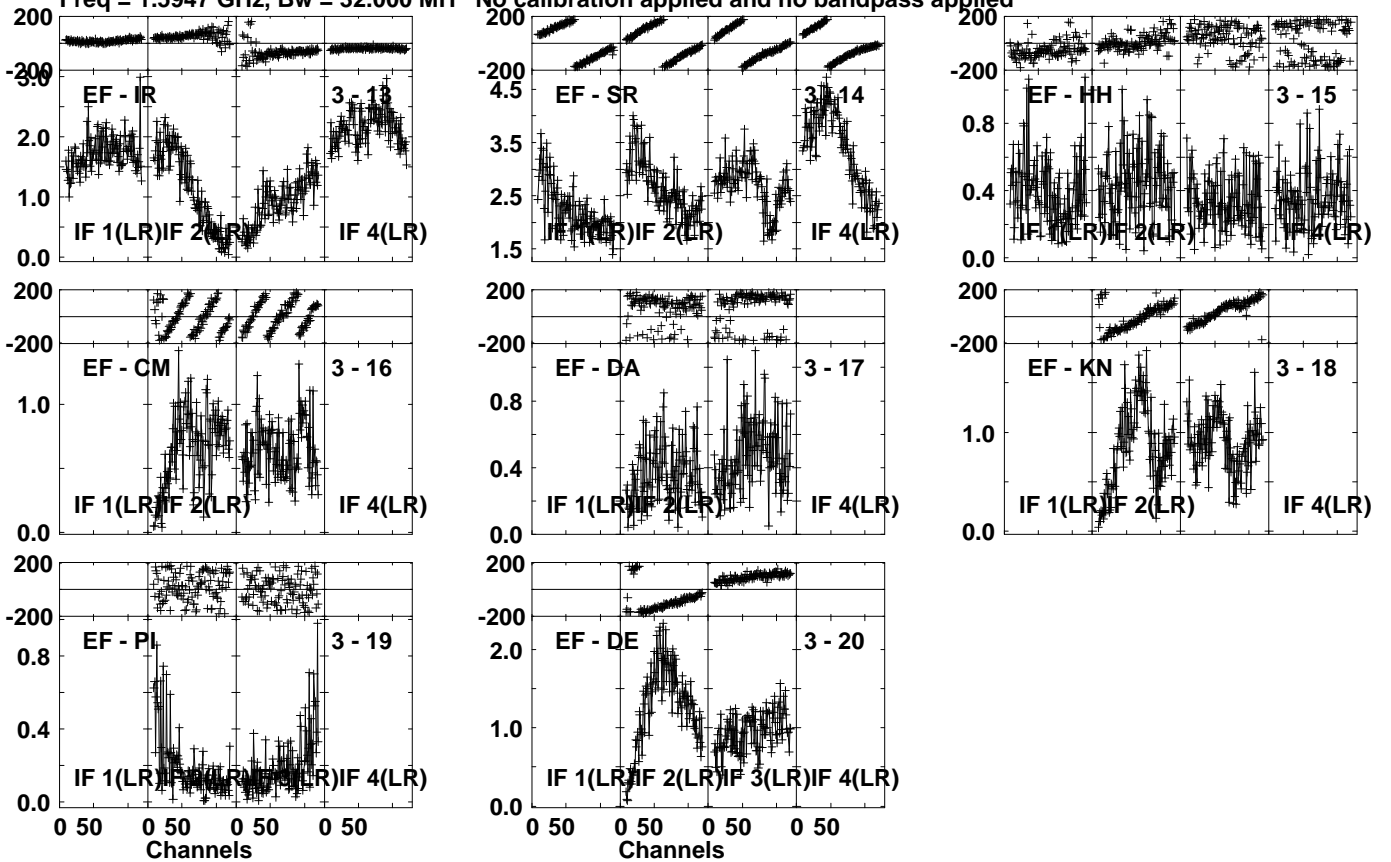 Freq = 1.5947 GHz, Bw = 32.000 MH No calibration applied and no bandpass applied
200
-200
3.0
2.0
1.0
0.0
EF - IR
3 - 13
IF 1(LR) IF 2(LR)
IF 4(LR)
200
-200
4.5
3.5
2.5
1.5
EF - SR
3 - 14
(LR) IF 2(LR)
IF 4(LR)
200
-200
0.8
0.4
0.0
EF - HH
3 - 15
IF 1(LR) IF 2(LR)
IF 4(LR)
200
-200
1.0
0.0
EF - CM
3 - 16
IF 1(LR) IF 2(LR)
IF 4(LR)
200
-200
0.8
0.4
0.0
EF - DA
3 - 17
IF 1(LR) IF 2(LR)
IF 4(LR)
200
-200
1.0
0.0
EF - KN
3 - 18
IF 1(LR) IF 2(LR)
IF 4(LR)
200
-200
0.8
0.4
0.0
EF - PI
3 - 19
IF 1(LR) (LR) (LR) IF 4(LR)
0 50 0 50 0 50 0 50
Channels
200
-200
2.0
1.0
0.0
EF - DE
3 - 20
IF 1(LR) IF 2(LR) IF 3(LR) IF 4(LR)
0 50 0 50 0 50 0 50
Channels